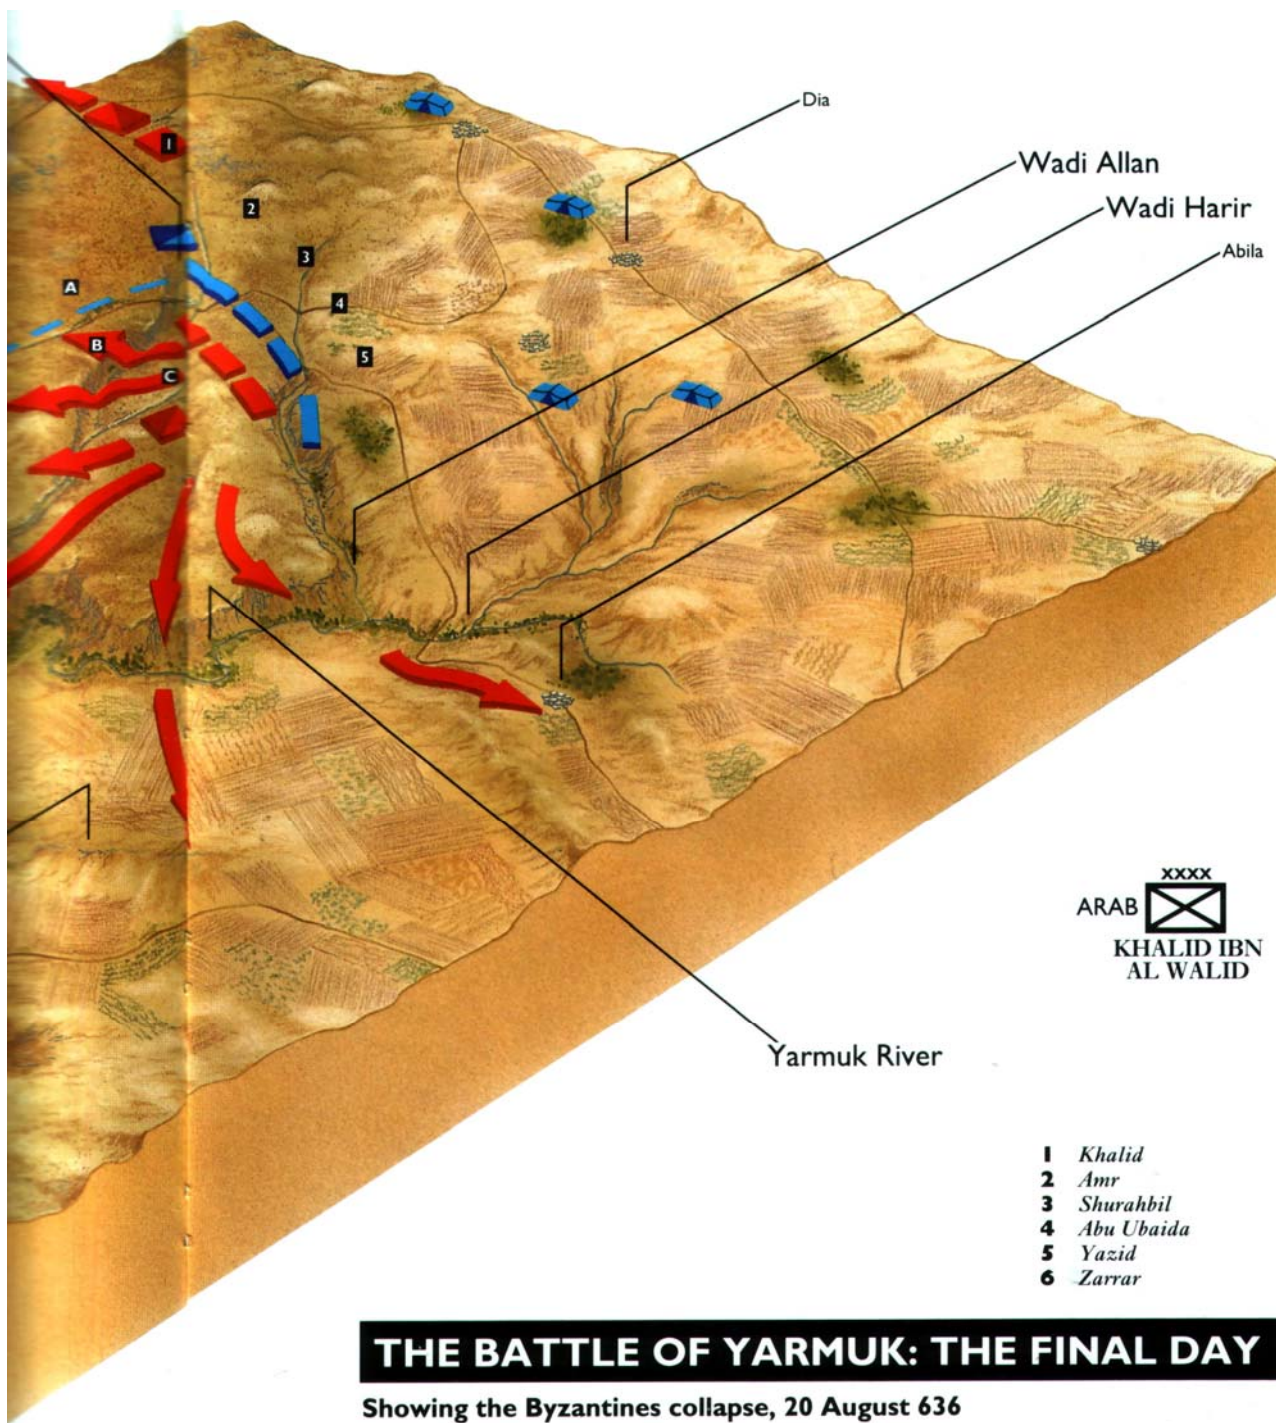 Dia
Wadi Allan
Wadi Harir
Abila
1
2
3
A
4
B
5
C
XXXX
ARAB
KHALID IBN
AL WALID
Yarmuk River
1 Khalid
2 Amr
3 Shurahbil
4 Abu Ubaida
5 Yazid
6 Zarrar
THE BATTLE OF YARMUK: THE FINAL DAY
Showing the Byzantines collapse, 20 August 636